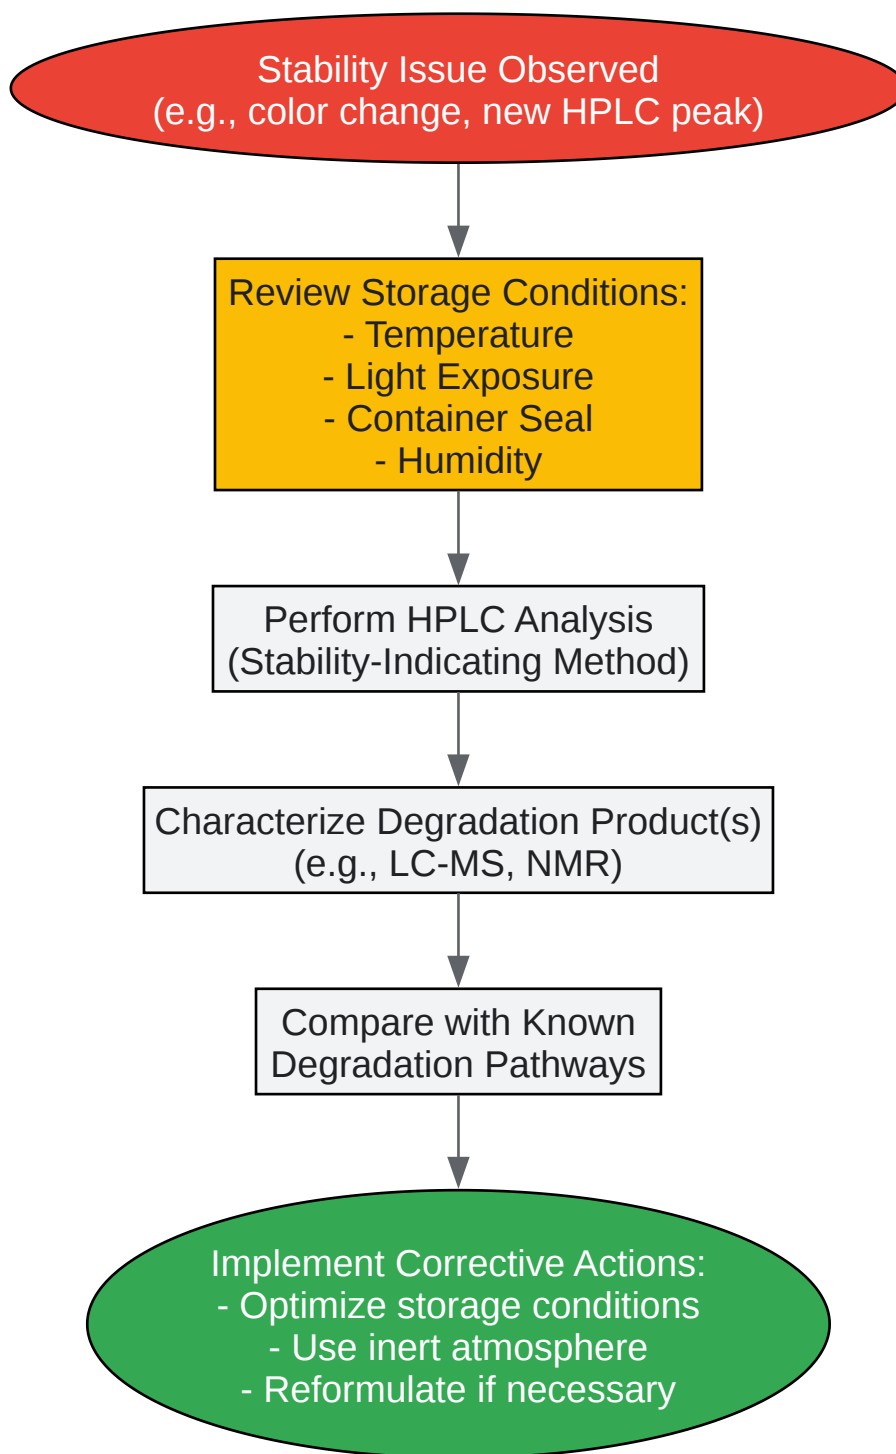 Stability Issue Observed
(e.g., color change, new HPLC peak)
Review Storage Conditions:
- Temperature
- Light Exposure
- Container Seal
- Humidity
Perform HPLC Analysis
(Stability-Indicating Method)
Characterize Degradation Product(s)
(e.g., LC-MS, NMR)
Compare with Known
Degradation Pathways
Implement Corrective Actions:
- Optimize storage conditions
- Use inert atmosphere
- Reformulate if necessary